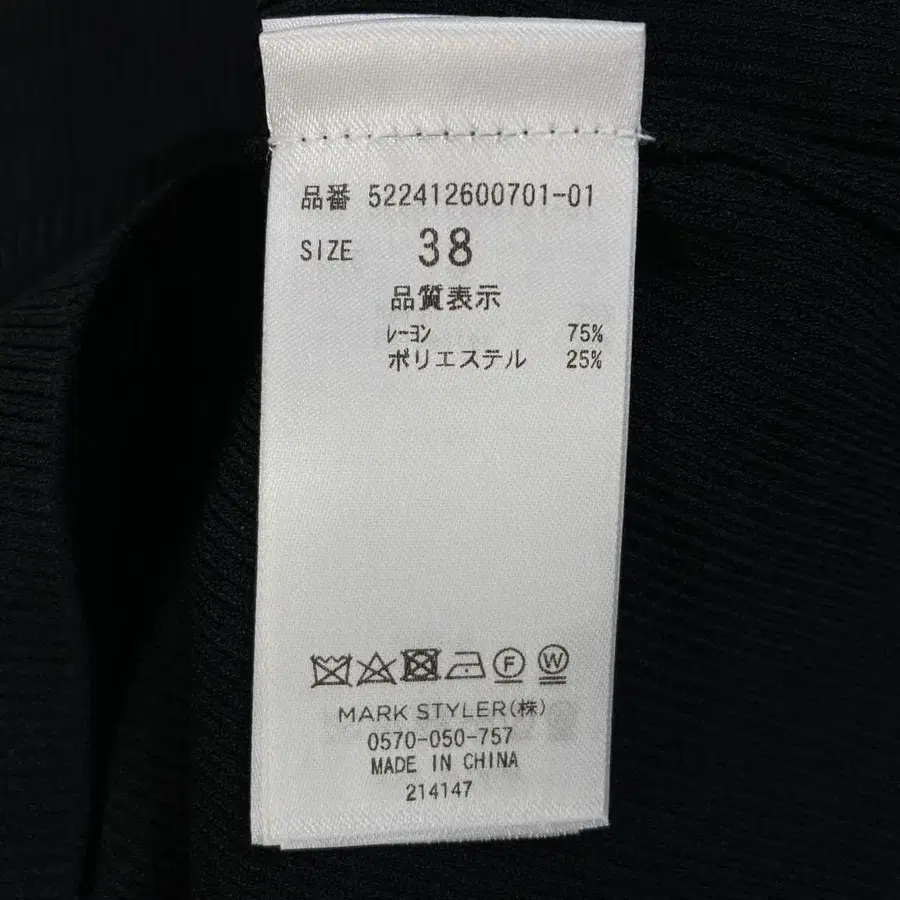 品番 522412600701-01
SIZE 38
品質表示
レーヨン 75%
ポリエステル 25%
F W
MARK STYLER(株)
0570-050-757
MADE IN CHINA
214147